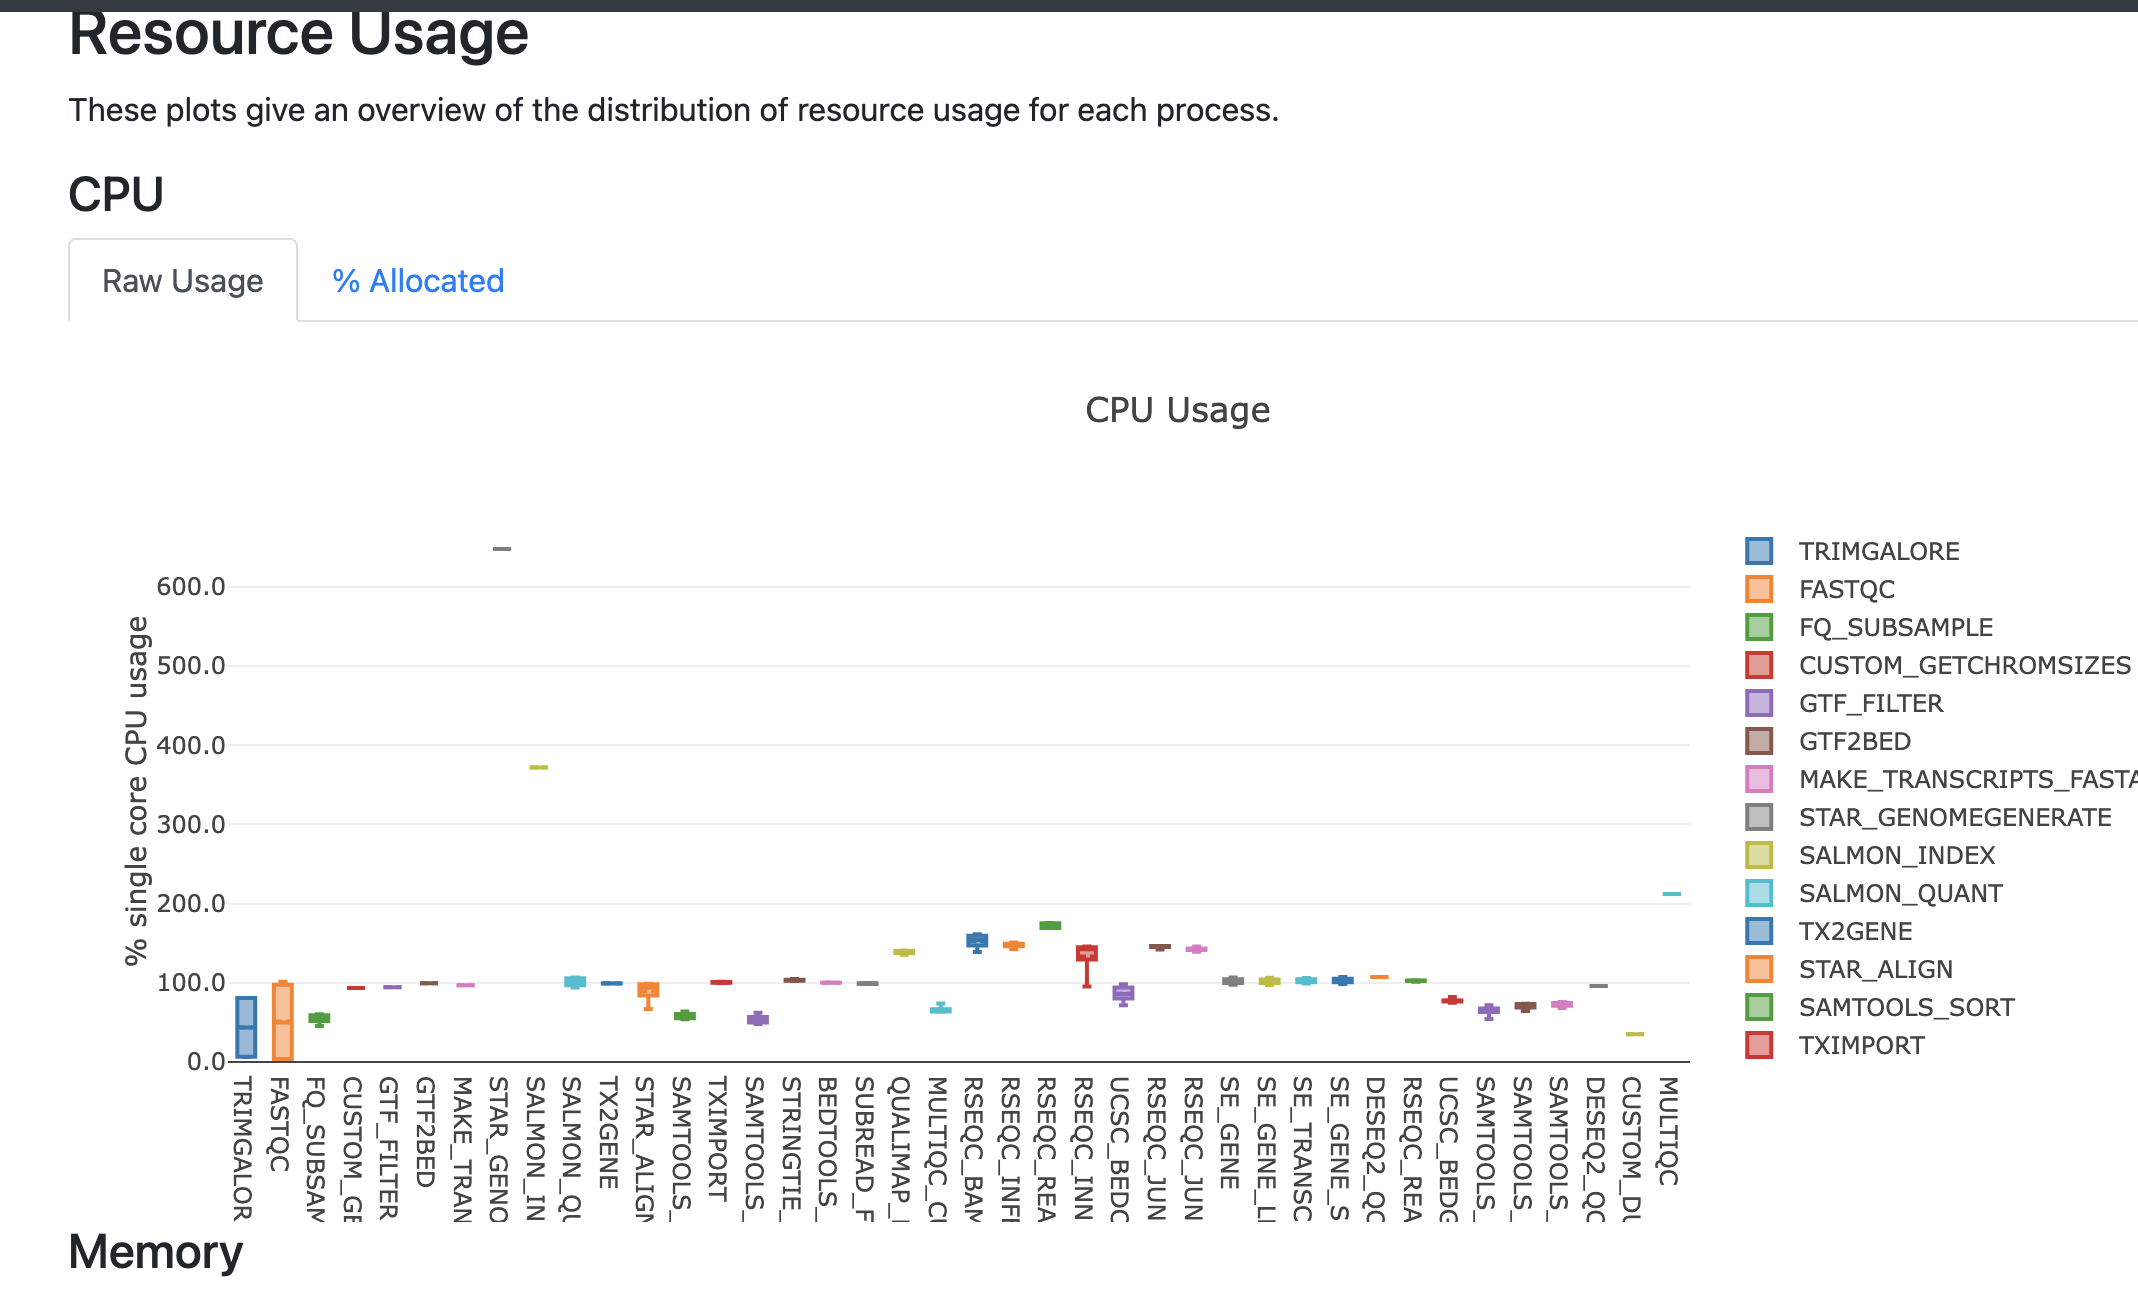 Resource Usage
These plots give an overview of the distribution of resource usage for each process.
CPU
Raw Usage
% Allocated
CPU Usage
% single core CPU usage
600.0
500.0
400.0
300.0
200.0
100.0
0.0
TRIMGALOR
FASTQC
FQ_SUBSAM
CUSTOM_GE
GTF_FILTER
GTF2BED
MAKE_TRAN
STAR_GENO
SALMON_IN
SALMON_QU
TX2GENE
STAR_ALIGN
SAMTOOLS_
TXIMPORT
SAMTOOLS_
STRINGTIE_
BEDTOOLS_
SUBREAD_F
QUALIMAP_
MULTIQC_CU
RSEQC_BAM
RSEQC_INF
RSEQC_REA
RSEQC_INN
UCSC_BEDC
RSEQC_JUN
RSEQC_JUN
SE_GENE
SE_GENE_L
SE_TRANSC
SE_GENE_S
DESEQ2_QC
RSEQC_REA
UCSC_BEDG
SAMTOOLS_
SAMTOOLS_
SAMTOOLS_
DESEQ2_QC
CUSTOM_DU
MULTIQC
TRIMGALORE
FASTQC
FQ_SUBSAMPLE
CUSTOM_GETCHROMSIZES
GTF_FILTER
GTF2BED
MAKE_TRANSCRIPTS_FASTA
STAR_GENOMEGENERATE
SALMON_INDEX
SALMON_QUANT
TX2GENE
STAR_ALIGN
SAMTOOLS_SORT
TXIMPORT
Memory